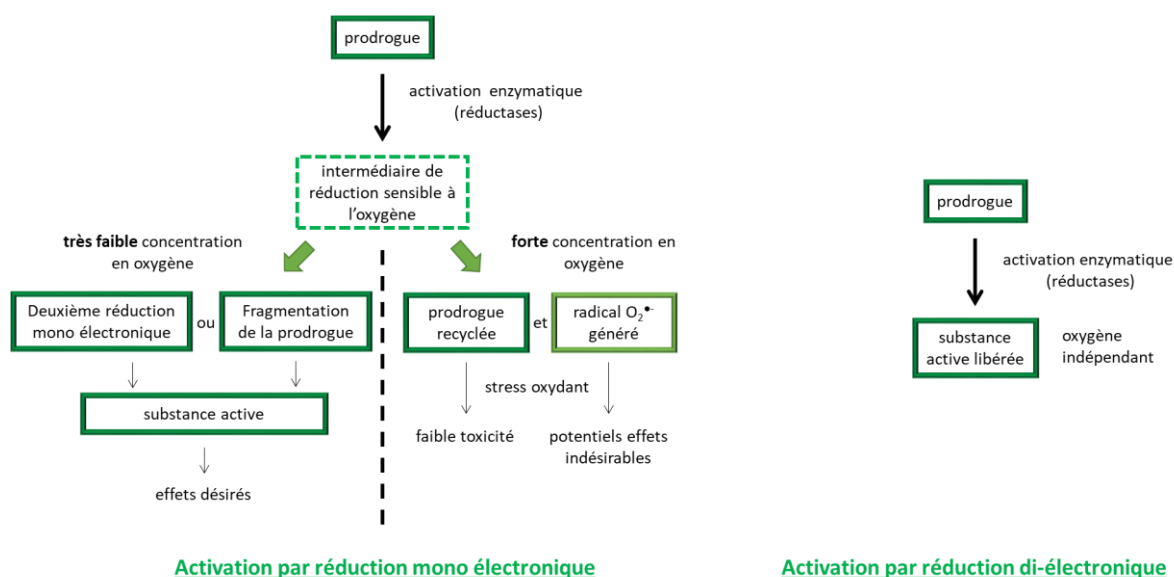 prodrogue
activation enzymatique
(réductases)
intermédiaire de
réduction sensible à
l'oxygène
très faible concentration
en oxygène
forte concentration en
oxygène
Deuxième réduction
mono électronique
ou
Fragmentation
de la prodrogue
prodrogue
recyclée
et
radical O₂•-
généré
substance active
stress oxydant
faible toxicité
potentiels effets
indésirables
effets désirés
Activation par réduction mono électronique
prodrogue
activation enzymatique
(réductases)
substance
active libérée
oxygène
indépendant
Activation par réduction di-électronique